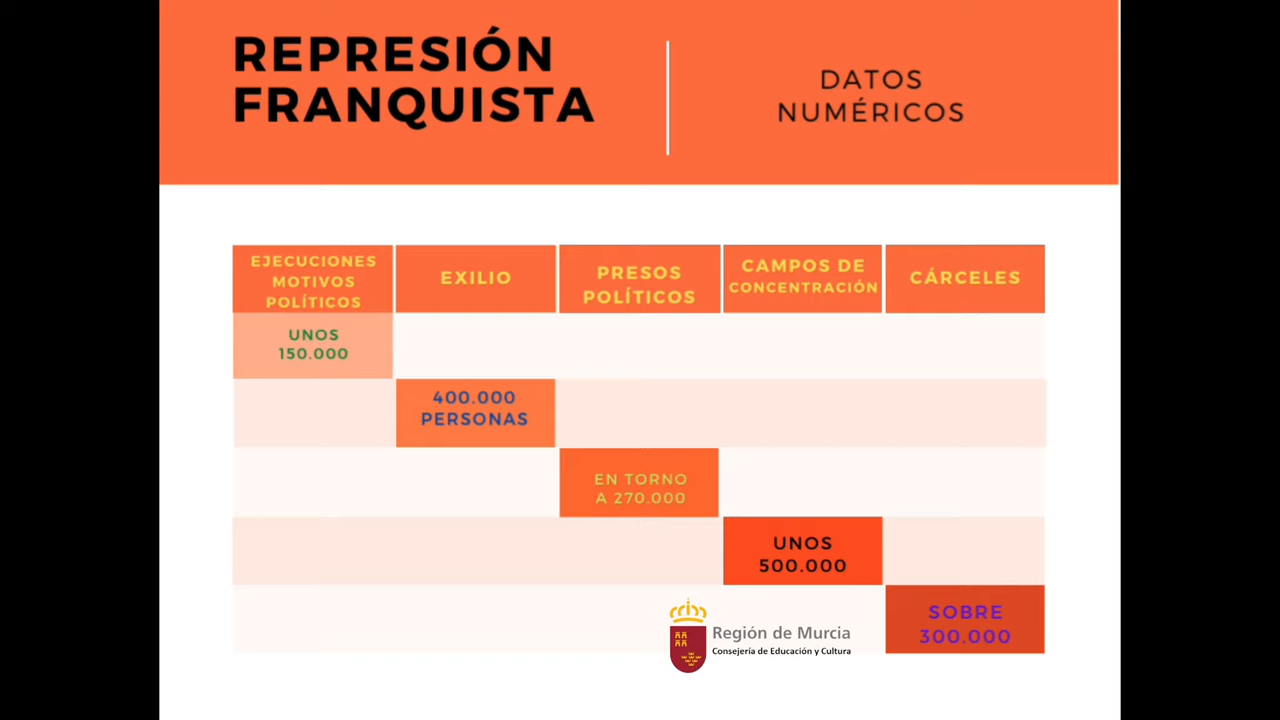 REPRESIÓN
FRANQUISTA
DATOS
NUMÉRICOS
EJECUCIONES
MOTIVOS
POLÍTICOS
EXILIO
PRESOS
POLÍTICOS
CAMPOS DE
CONCENTRACIÓN
CÁRCELES
UNOS
150.000
400.000
PERSONAS
EN TORNO
A 270.000
UNOS
500.000
SOBRE
300.000
Región de Murcia
Consejería de Educación y Cultura